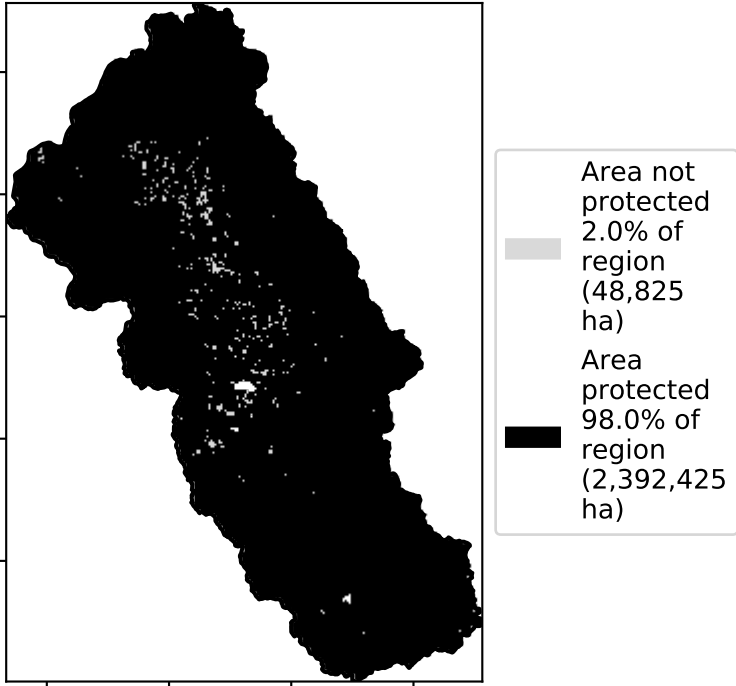 Area not
protected
2.0% of
region
(48,825
ha)
Area
protected
98.0% of
region
(2,392,425
ha)